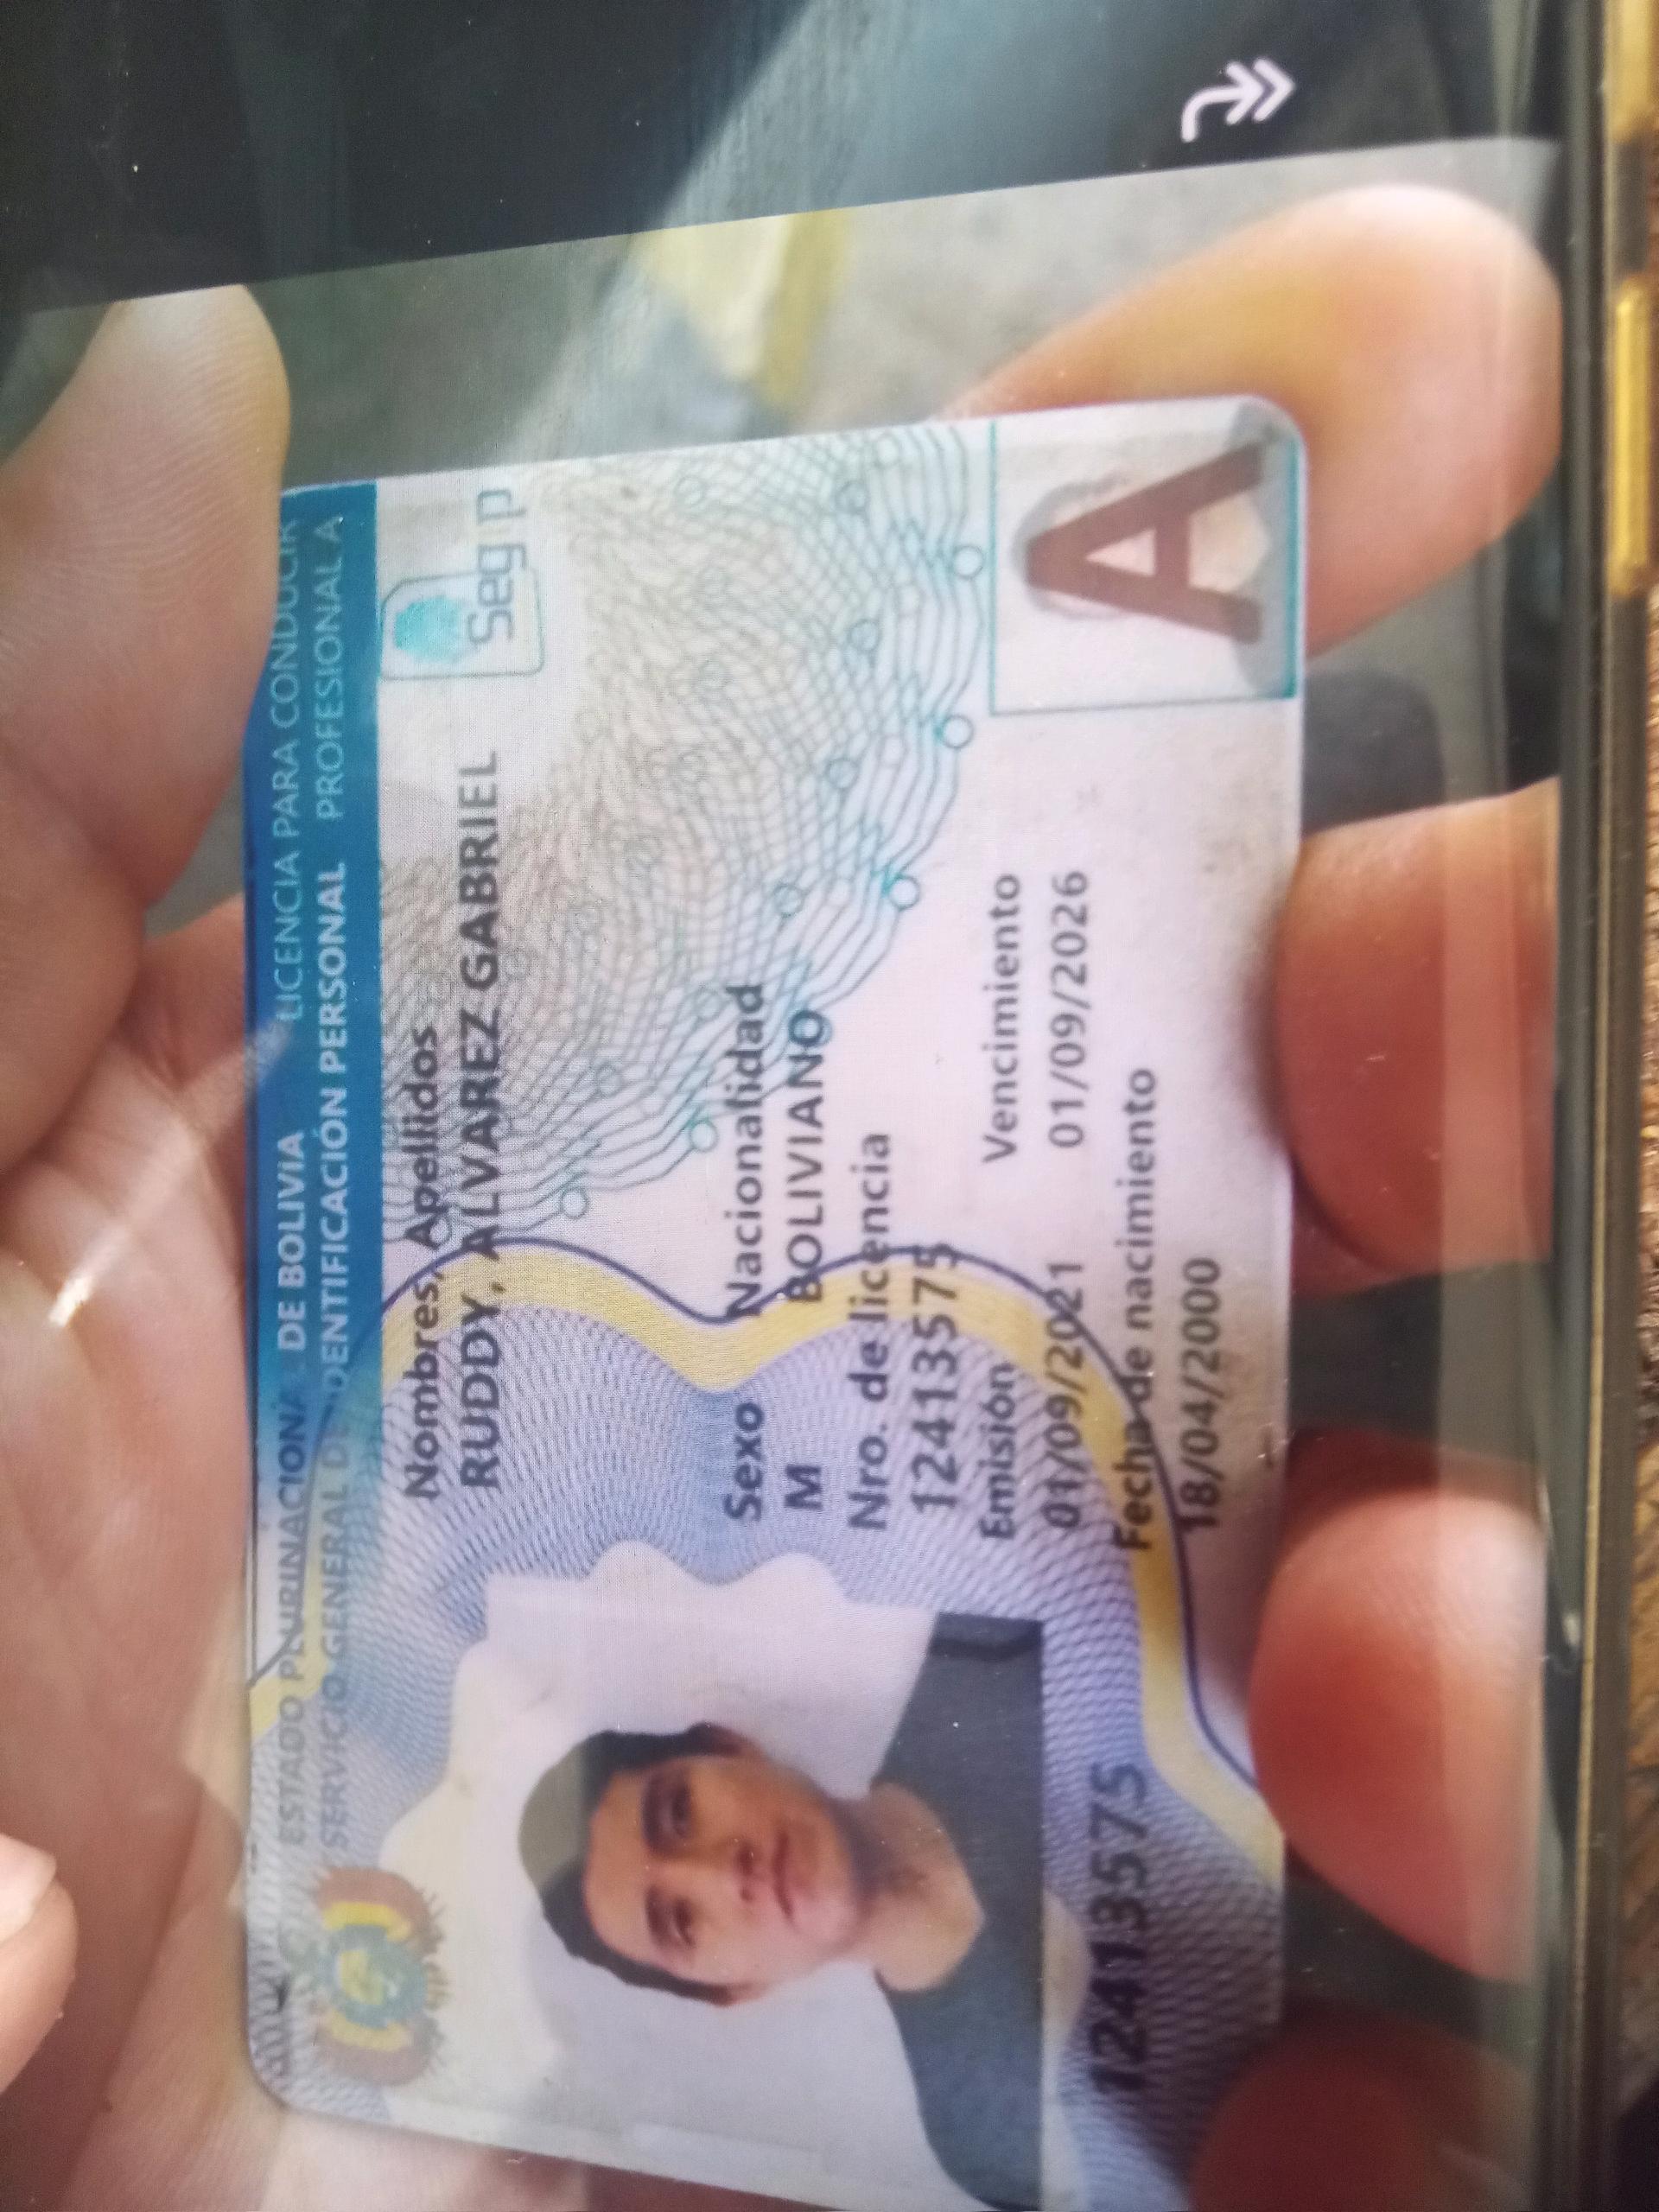 ESTADO PLURINACIONA DE BOLIVIA LICENCIA PARA CONDUCIR
SERVICIO GENERAL DE IDENTIFICACIÓN PERSONAL PROFESIONAL A
Segip
Nombres, Apellidos
RUDDY, ALVAREZ GABRIEL
Sexo Nacionalidad
M BOLIVIANO
Nro. de licencia
12413575
Emisión Vencimiento
01/09/2021 01/09/2026
Fecha de nacimiento
18/04/2000
12413575
A